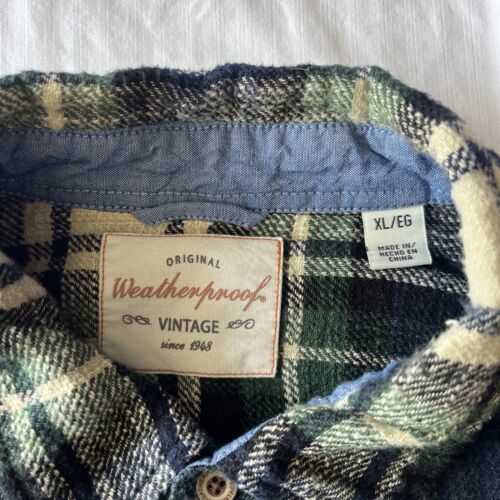 ORIGINAL
Weatherproof®
VINTAGE
since 1948
XL/EG
MADE IN/
HECHO EN
CHINA